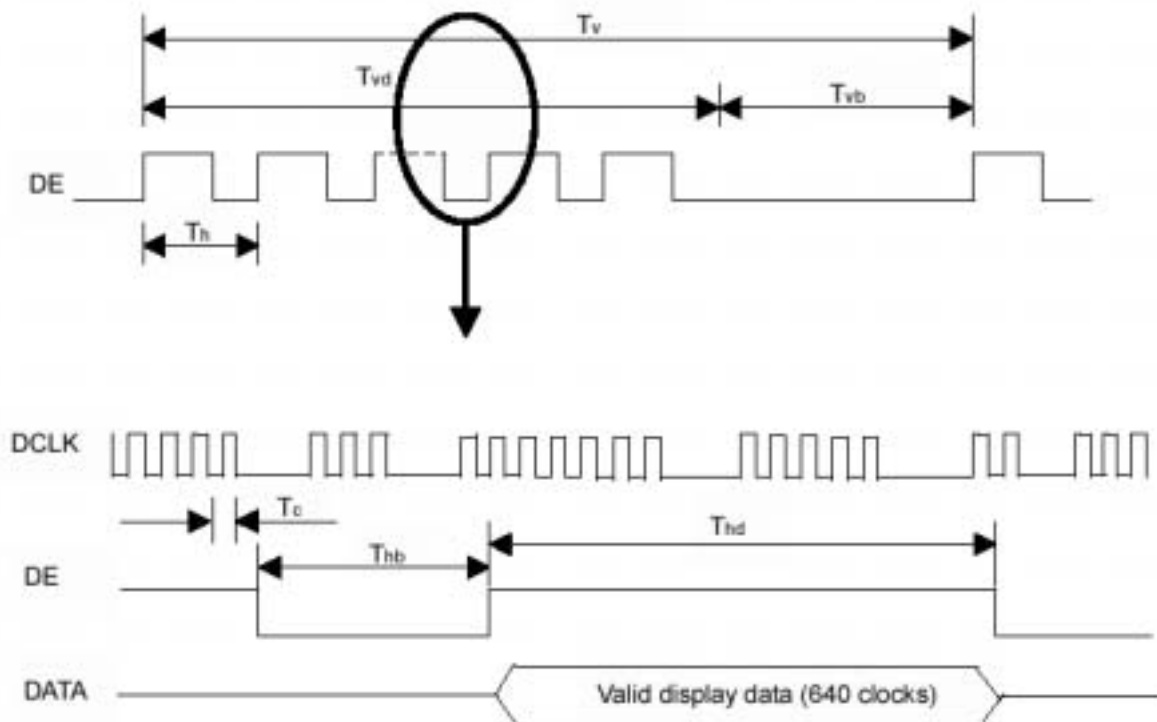 Tv
Tvd
Tvb
DE
Th
DCLK
Tc
Thd
Thb
DE
DATA
Valid display data (640 clocks)